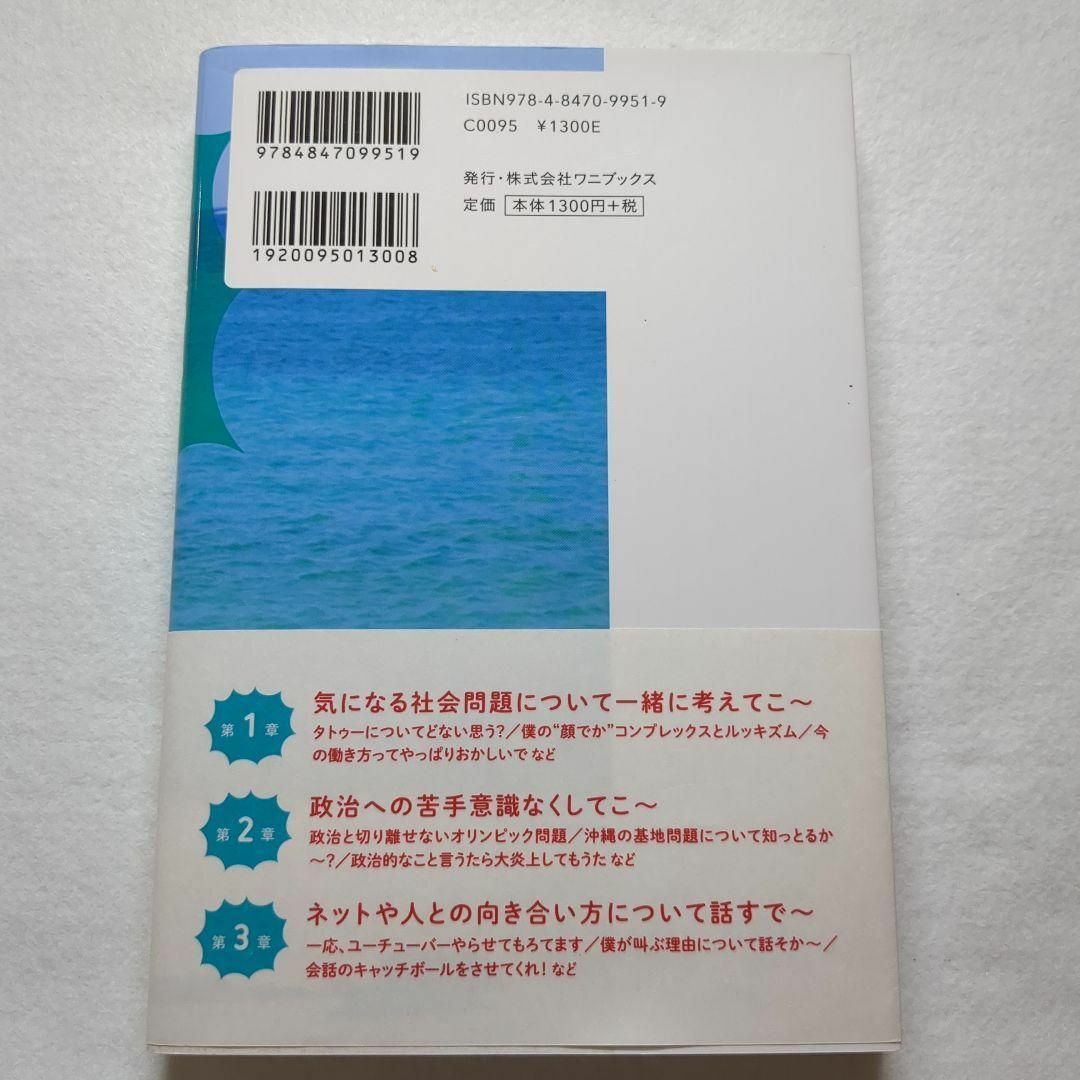 ISBN978-4-8470-9951-9
C0095 ¥1300E
9784847099519
発行・株式会社ワニブックス
定価 本体1300円+税
1920095013008
第1章
気になる社会問題について一緒に考えてこ〜
タトゥーについてどない思う?/僕の“顔でか”コンプレックスとルッキズム/今
の働き方ってやっぱりおかしいで など
第2章
政治への苦手意識なくしてこ〜
政治と切り離せないオリンピック問題/沖縄の基地問題について知っとるか
〜?/政治的なこと言うたら大炎上してもうた など
第3章
ネットや人との向き合い方について話すで〜
一応、ユーチューバーやらせてもろてます/僕が叫ぶ理由について話そか〜/
会話のキャッチボールをさせてくれ! など